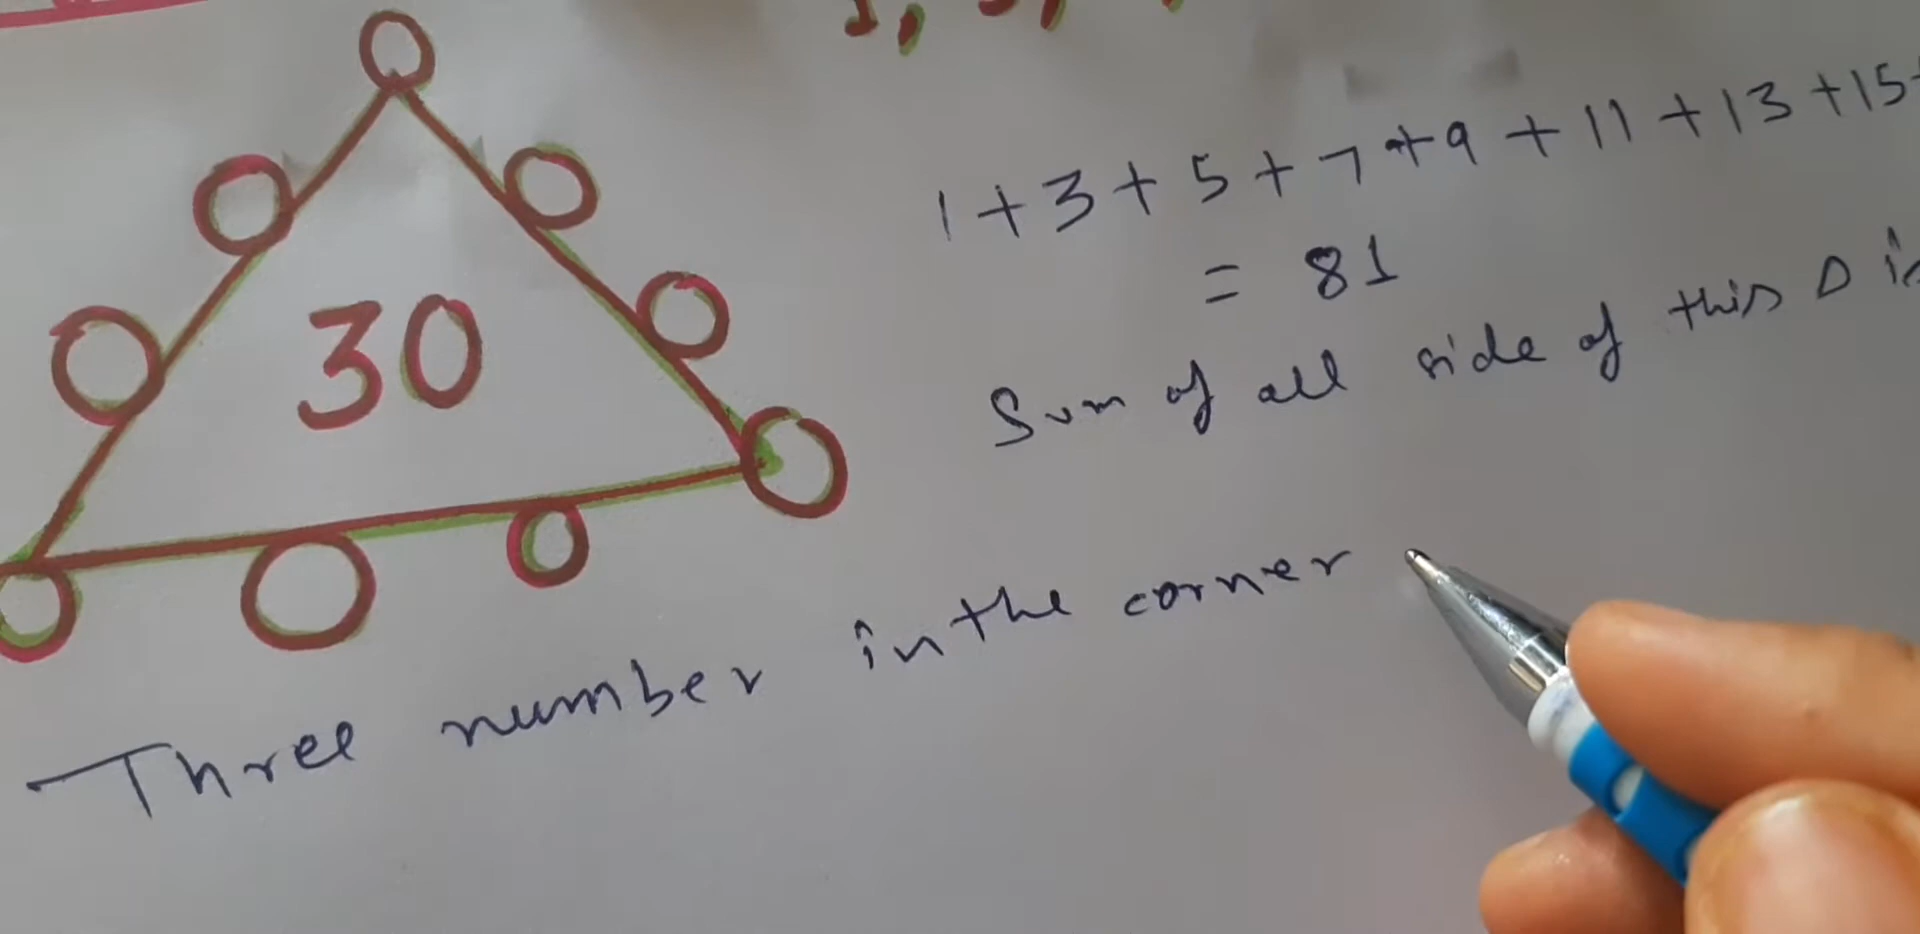 30
1 + 3 + 5 + 7 + 9 + 11 + 13 + 15
= 81
Sum of all side of this Δ is
Three number in the corner